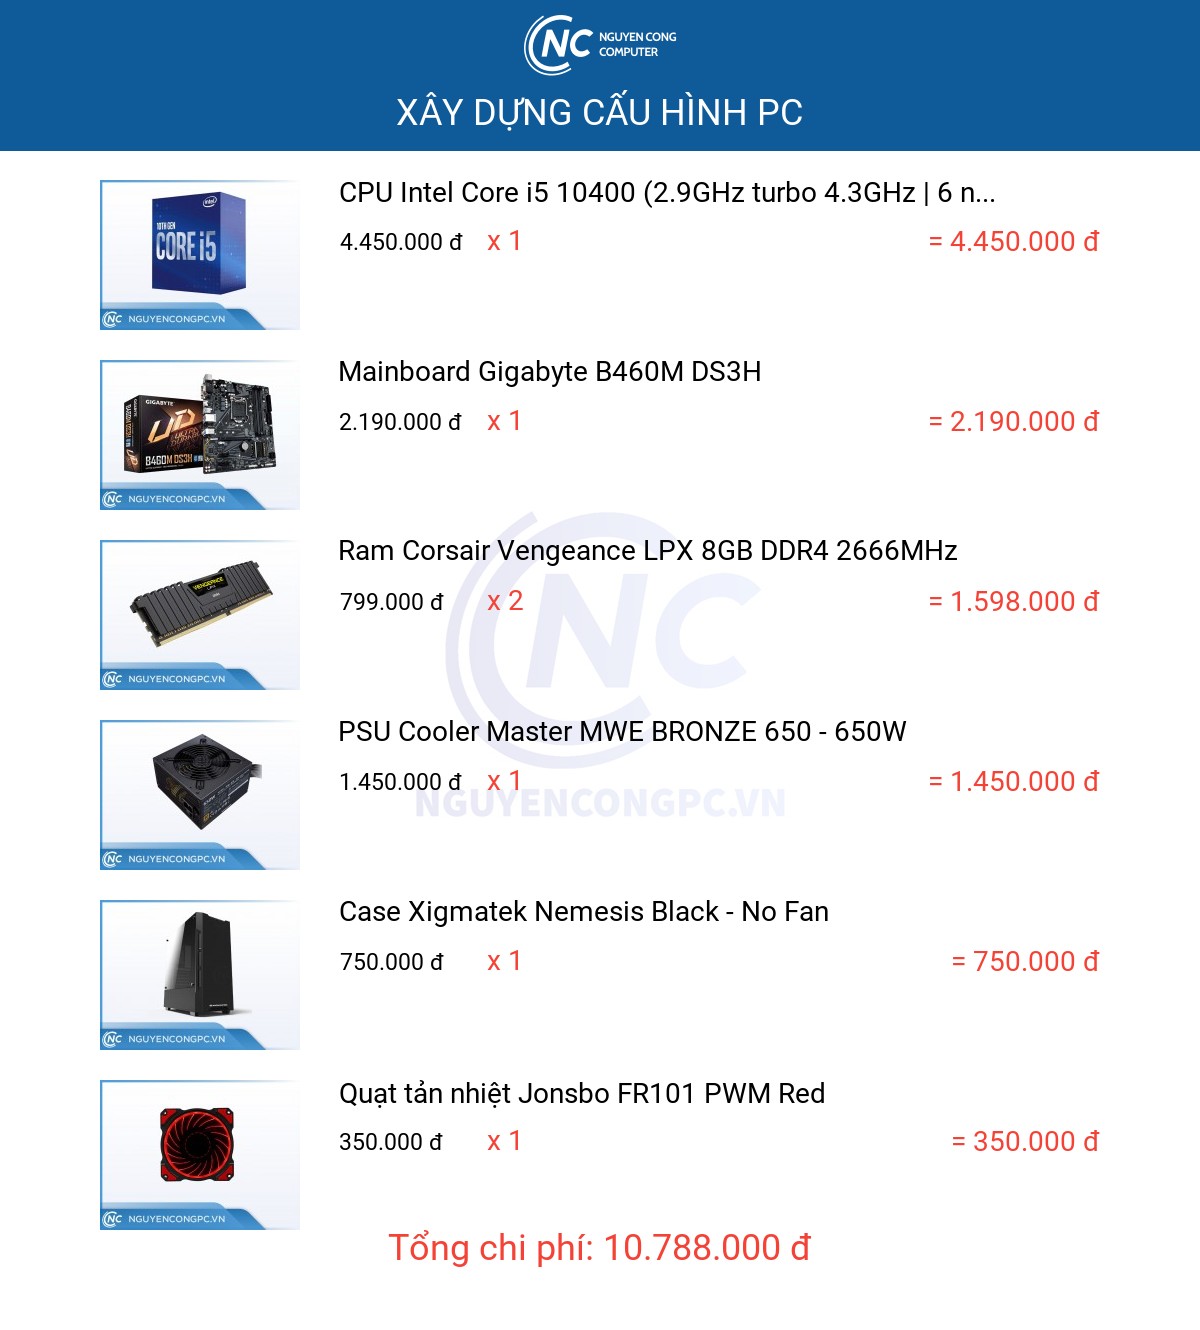 NC NGUYEN CONG
COMPUTER
XÂY DỰNG CẤU HÌNH PC
CPU Intel Core i5 10400 (2.9GHz turbo 4.3GHz | 6 n...
4.450.000 đ x 1 = 4.450.000 đ
intel
10TH GEN
CORE i5
NC NGUYENCONGPC.VN
Mainboard Gigabyte B460M DS3H
2.190.000 đ x 1 = 2.190.000 đ
GIGABYTE
UD
B460M DS3H
NC NGUYENCONGPC.VN
Ram Corsair Vengeance LPX 8GB DDR4 2666MHz
799.000 đ x 2 = 1.598.000 đ
VENGEANCE
NC NGUYENCONGPC.VN
NC
PSU Cooler Master MWE BRONZE 650 - 650W
1.450.000 đ x 1 = 1.450.000 đ
NGUYENCONGPC.VN
NC NGUYENCONGPC.VN
Case Xigmatek Nemesis Black - No Fan
750.000 đ x 1 = 750.000 đ
NC NGUYENCONGPC.VN
Quạt tản nhiệt Jonsbo FR101 PWM Red
350.000 đ x 1 = 350.000 đ
NC NGUYENCONGPC.VN
Tổng chi phí: 10.788.000 đ